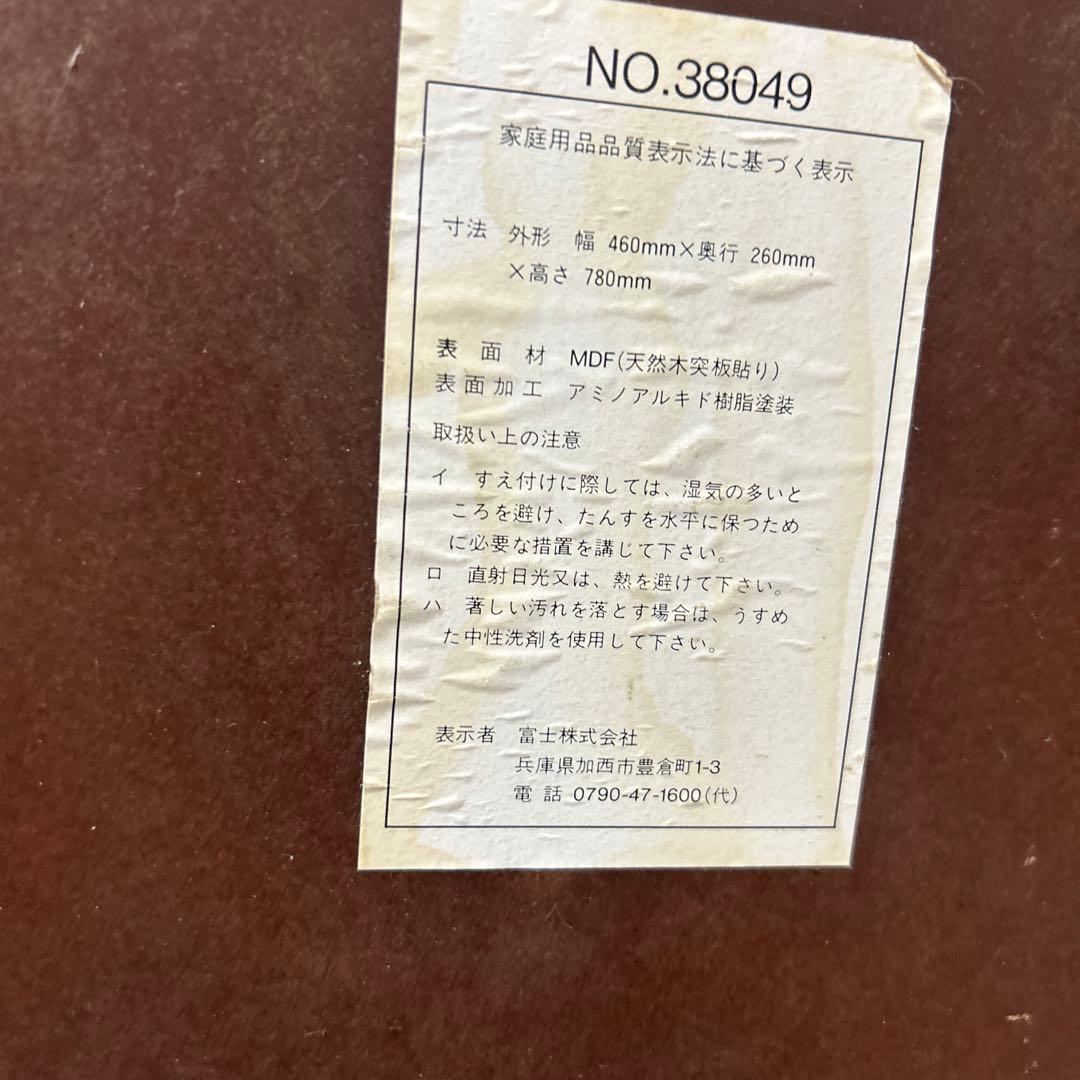 NO.38049
家庭用品品質表示法に基づく表示
寸法 外形 幅 460mm×奥行 260mm
×高さ 780mm
表面材 MDF(天然木突板貼り)
表面加工 アミノアルキド樹脂塗装
取扱い上の注意
イ すえ付けに際しては、湿気の多いと
ころを避け、たんすを水平に保つため
に必要な措置を講じて下さい。
ロ 直射日光又は、熱を避けて下さい。
ハ 著しい汚れを落とす場合は、うすめ
た中性洗剤を使用して下さい。
表示者 富士株式会社
兵庫県加西市豊倉町1-3
電話 0790-47-1600(代)